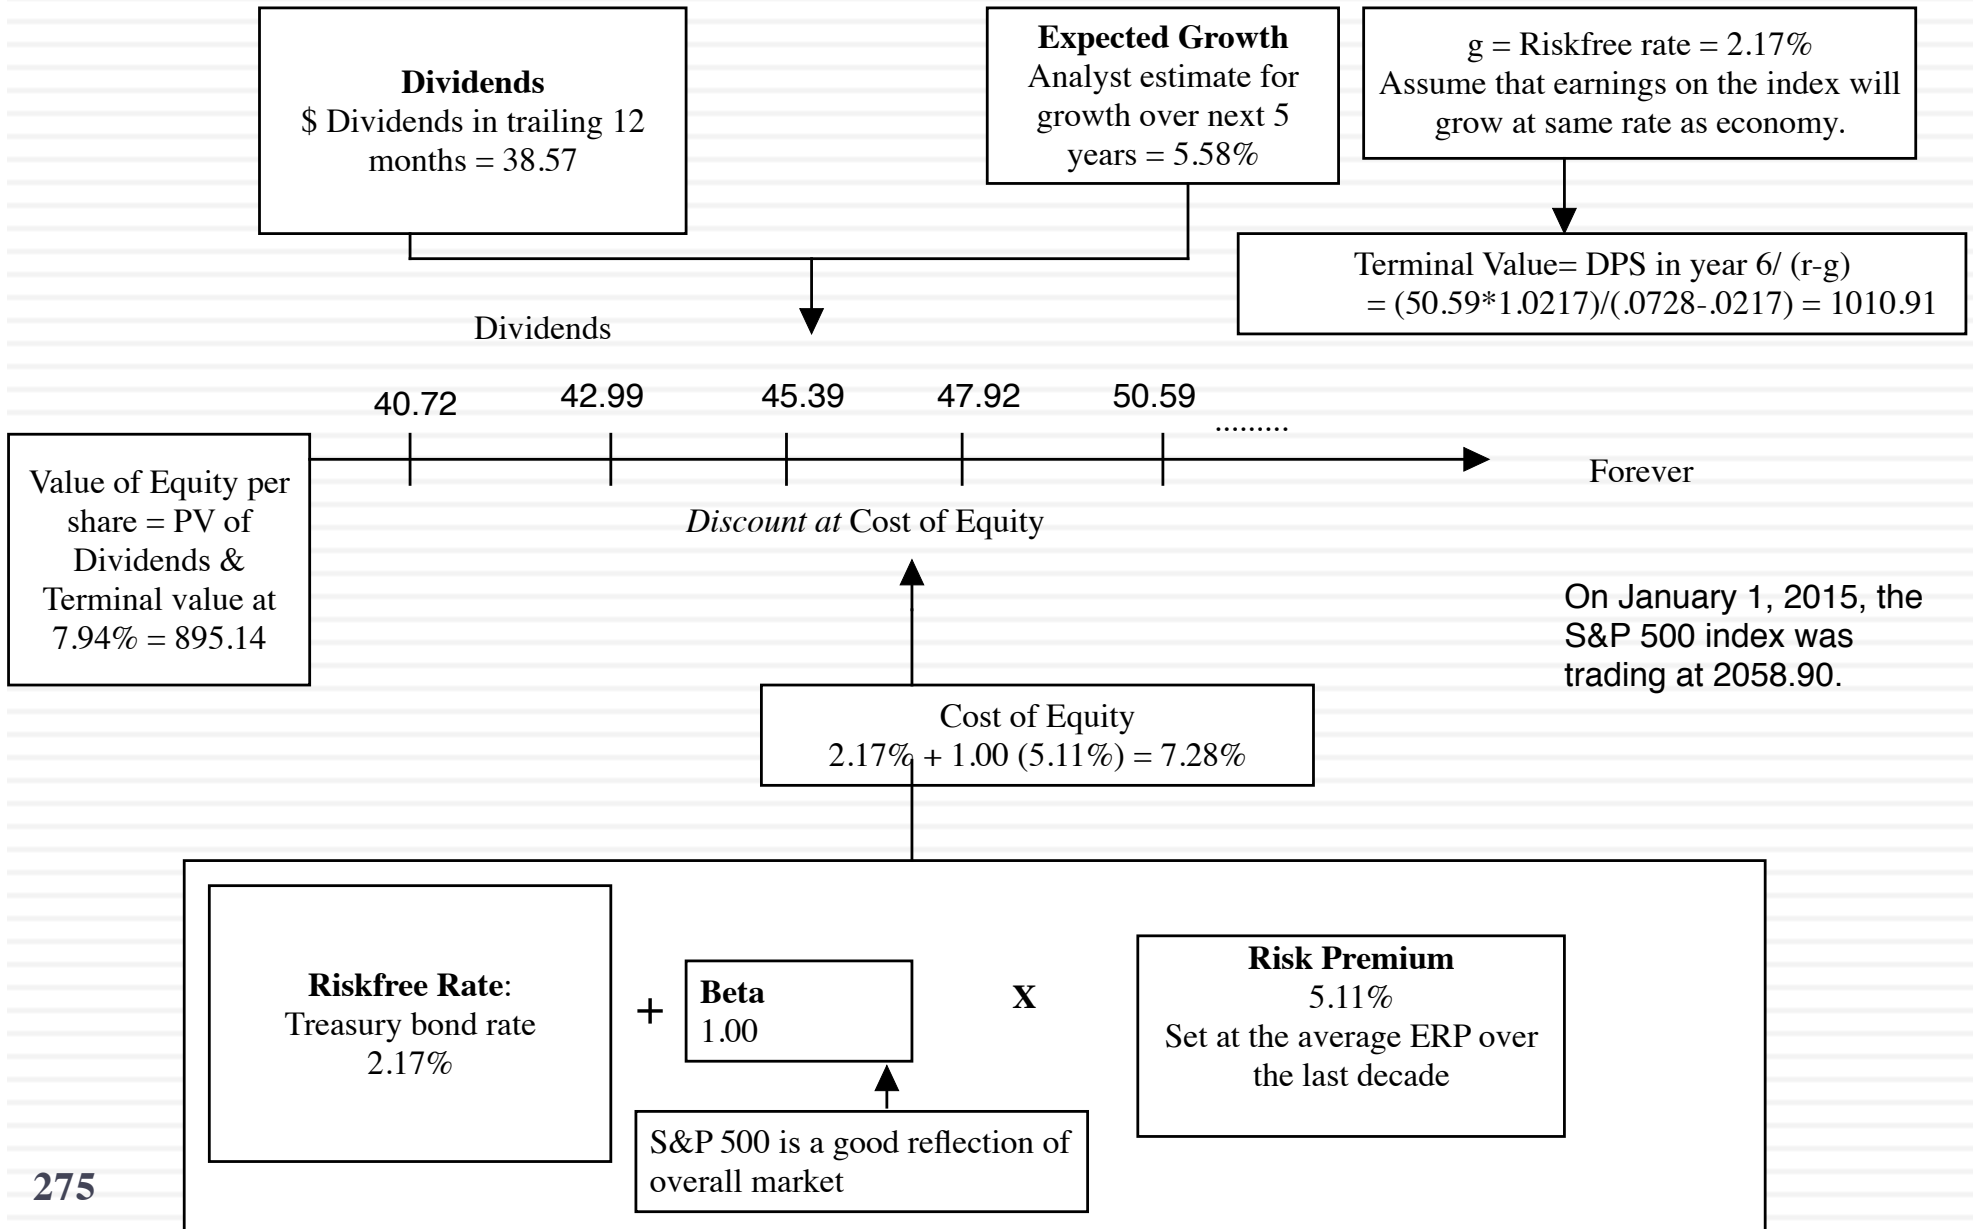 Dividends
$ Dividends in trailing 12
months = 38.57
Expected Growth
Analyst estimate for
growth over next 5
years = 5.58%
g = Riskfree rate = 2.17%
Assume that earnings on the index will
grow at same rate as economy.
Terminal Value= DPS in year 6/ (r-g)
= (50.59*1.0217)/(.0728-.0217) = 1010.91
Dividends
40.72 42.99 45.39 47.92 50.59
.........
Forever
Value of Equity per
share = PV of
Dividends &
Terminal value at
7.94% = 895.14
Discount at Cost of Equity
On January 1, 2015, the
S&P 500 index was
trading at 2058.90.
Cost of Equity
2.17% + 1.00 (5.11%) = 7.28%
Riskfree Rate:
Treasury bond rate
2.17%
+
Beta
1.00
X
Risk Premium
5.11%
Set at the average ERP over
the last decade
S&P 500 is a good reflection of
overall market
275